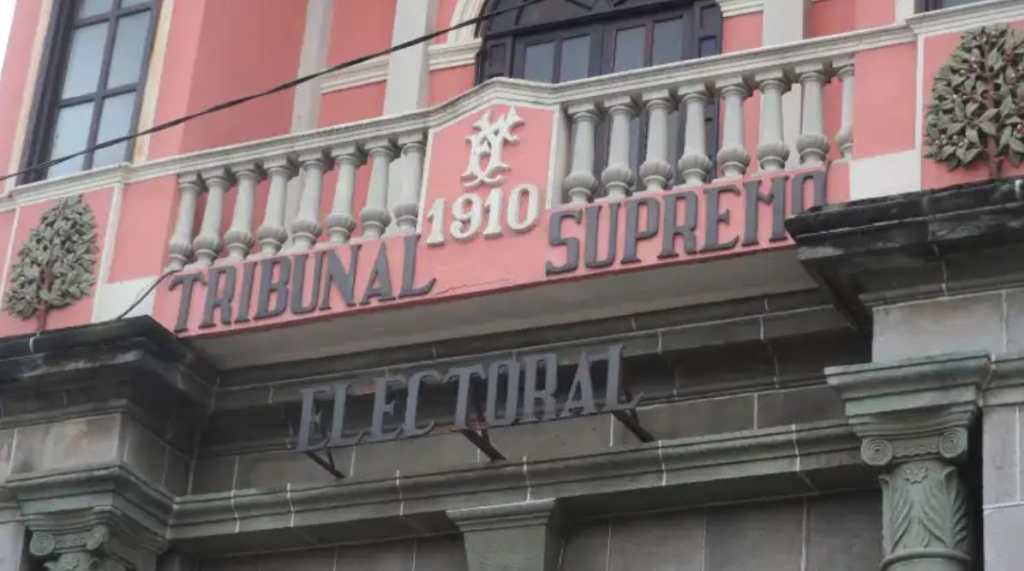 1910
TRIBUNAL SUPREMO
ELECTORAL